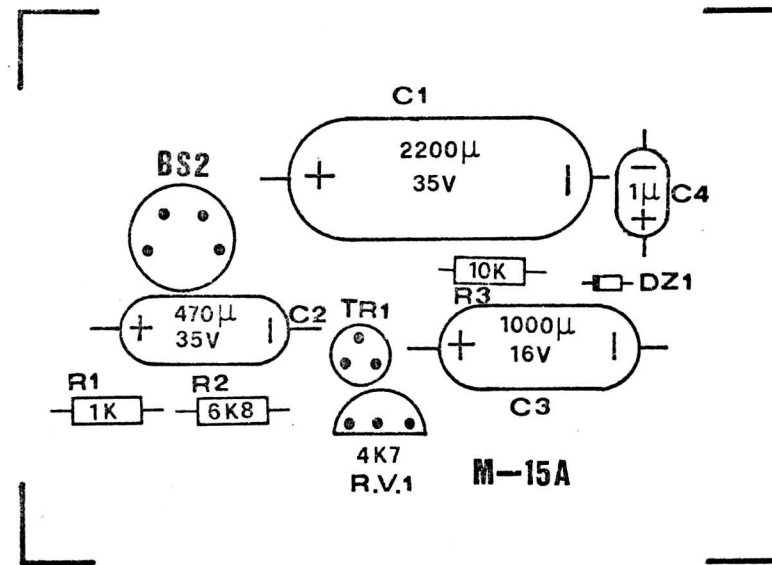 C1
2200μ
35V
BS2
1μ
C4
10K
R3
DZ1
470μ
35V
C2
TR1
1000μ
16V
C3
R1
1K
R2
6K8
4K7
R.V.1
M-15A